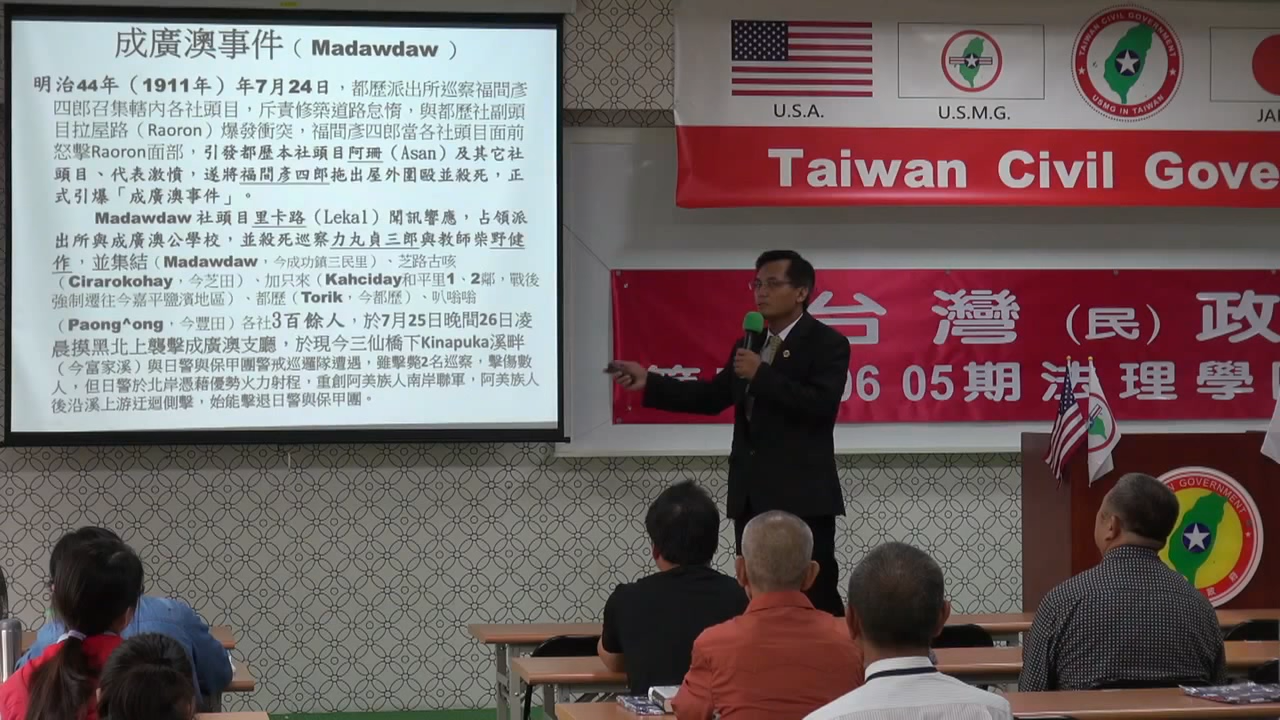 成廣澳事件（Madawdaw）
明治44年（1911年）年7月24日，都歷派出所巡察福間彥
四郎召集轄內各社頭目，斥責修築道路怠惰，與都歷社副頭
目拉屋路（Raoron）爆發衝突，福間彥四郎當各社頭目面前
怒擊Raoron面部，引發都歷本社頭目阿珊（Asan）及其它社
頭目、代表激憤，遂將福間彥四郎拖出屋外圍毆並殺死，正
式引爆「成廣澳事件」。
Madawdaw 社頭目里卡路（Lekal）聞訊響應，占領派
出所與成廣澳公學校，並殺死巡察力丸貞三郎與教師柴野健
作，並集結（Madawdaw，今成功鎮三民里）、芝路古咳
（Cirarokohay，今芝田）、加只來（Kahciday和平里1、2鄰，戰後
強制遷往今嘉平鹽濱地區）、都歷（Torik，今都歷）、叭嗡嗡
（Paong^ong，今豐田）各社3百餘人，於7月25日晚間26日凌
晨摸黑北上襲擊成廣澳支廳，於現今三仙橋下Kinapuka溪畔
（今富家溪）與日警與保甲團警戒巡邏隊遭遇，雖擊斃2名巡察，擊傷數
人，但日警於北岸憑藉優勢火力射程，重創阿美族人南岸聯軍，阿美族人
後沿溪上游迂迴側擊，始能擊退日警與保甲團。
U.S.A.
U.S.M.G.
TAIWAN CIVIL GOVERNMENT
USMG IN TAIWAN
JA
Taiwan Civil Gove
台灣（民）政
06 05期法理學
GOVERNMENT